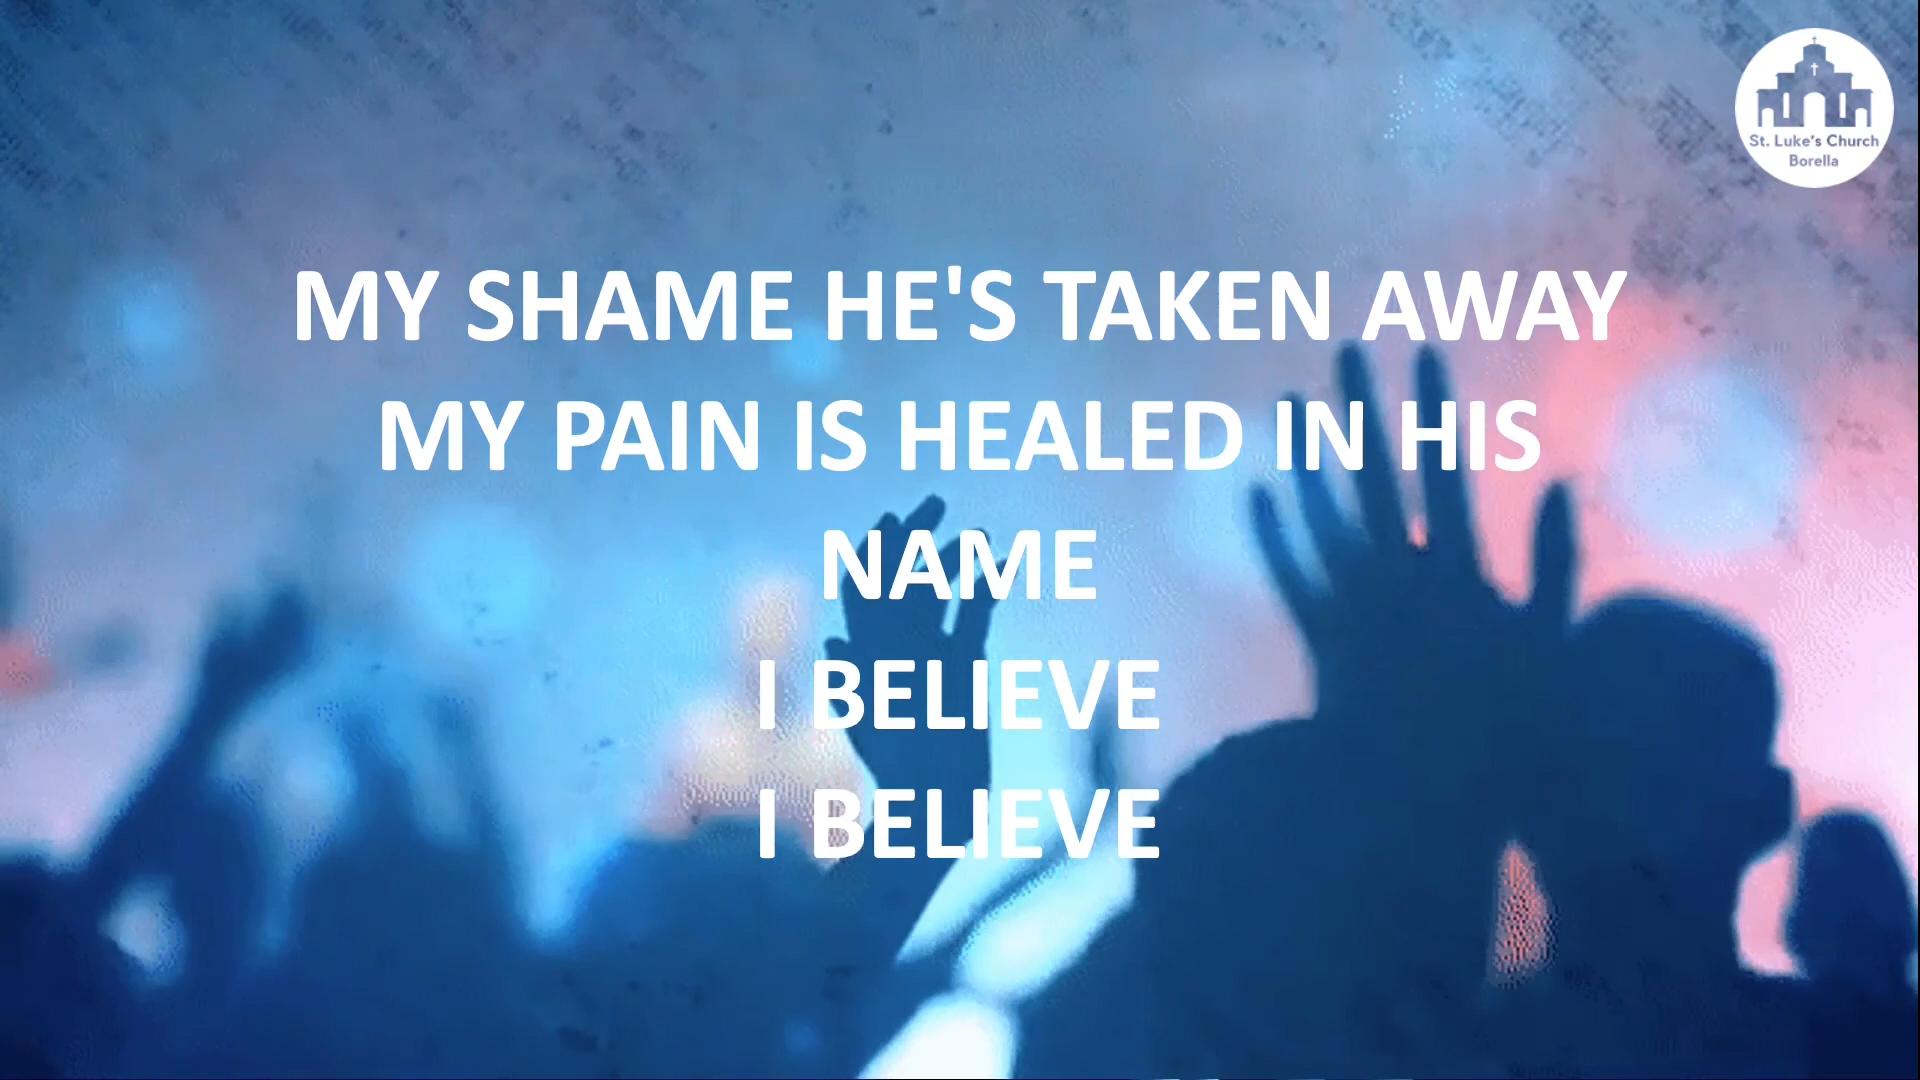 St. Luke's Church
Borella
MY SHAME HE'S TAKEN AWAY
MY PAIN IS HEALED IN HIS
NAME
I BELIEVE
I BELIEVE